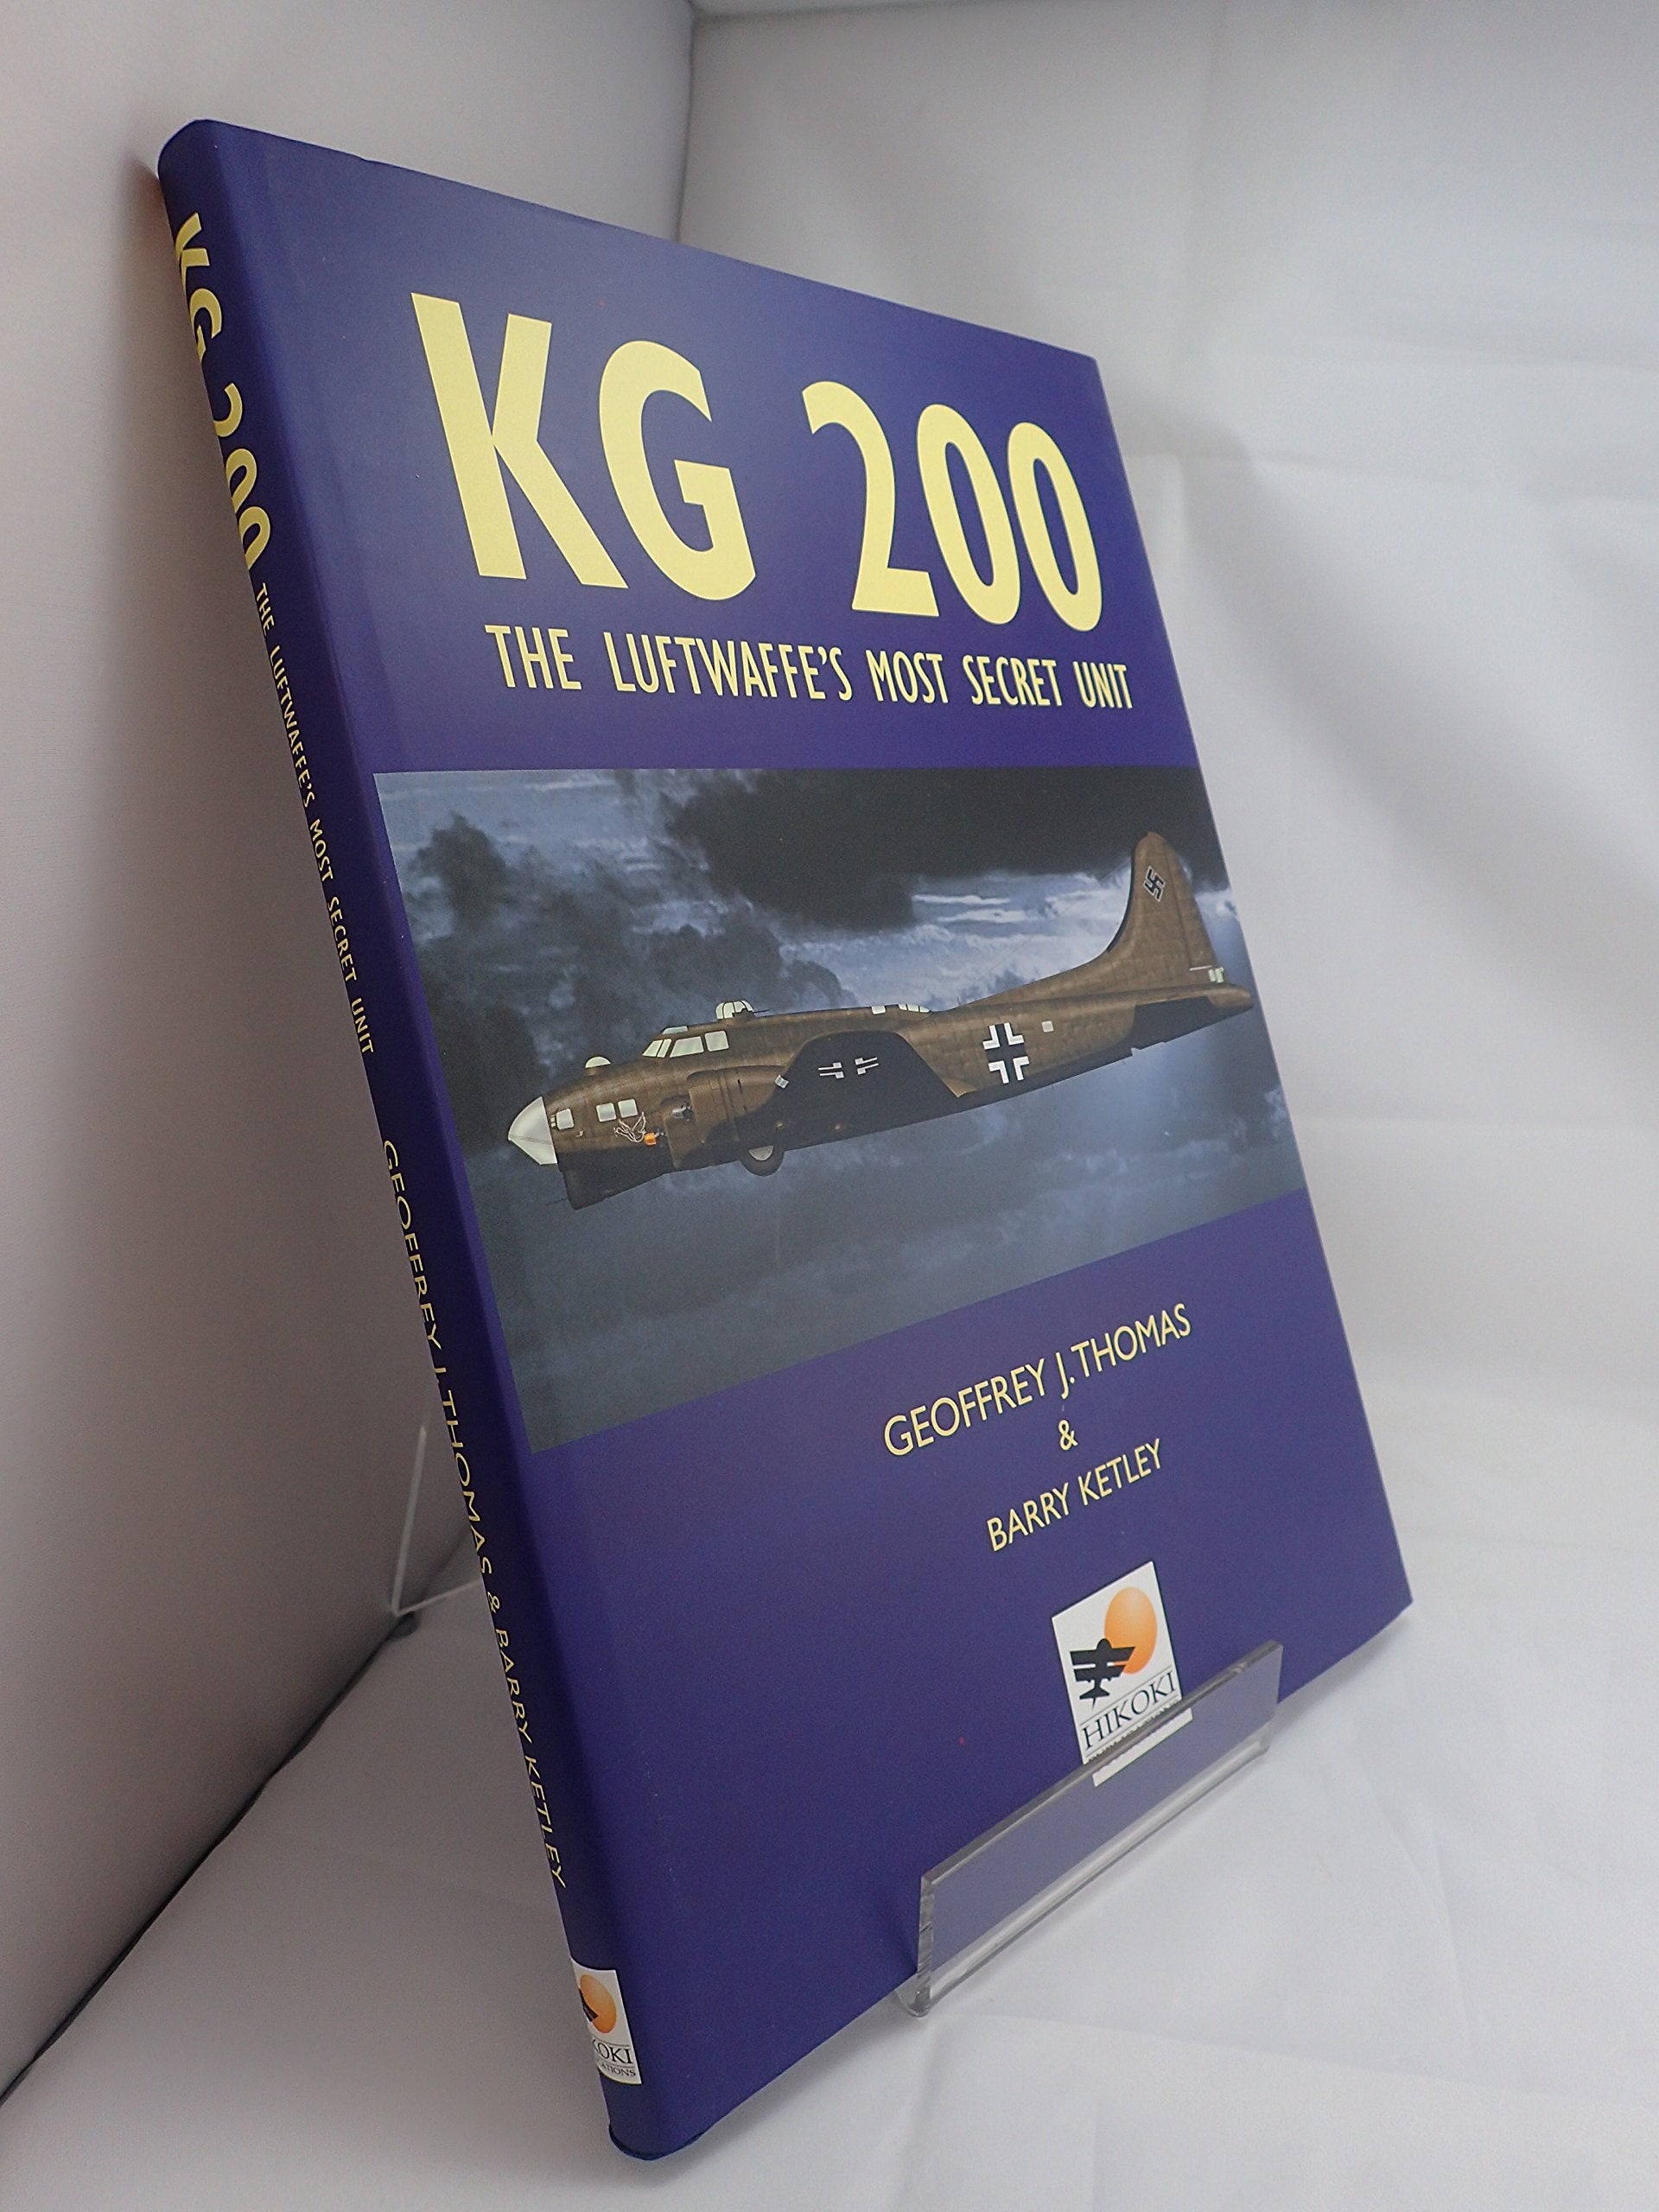 KG 200
THE LUFTWAFFE'S MOST SECRET UNIT
GEOFFREY J. THOMAS
&
BARRY KETLEY
HIKOKI
KG 200 THE LUFTWAFFE'S MOST SECRET UNIT GEOFFREY J. THOMAS & BARRY KETLEY